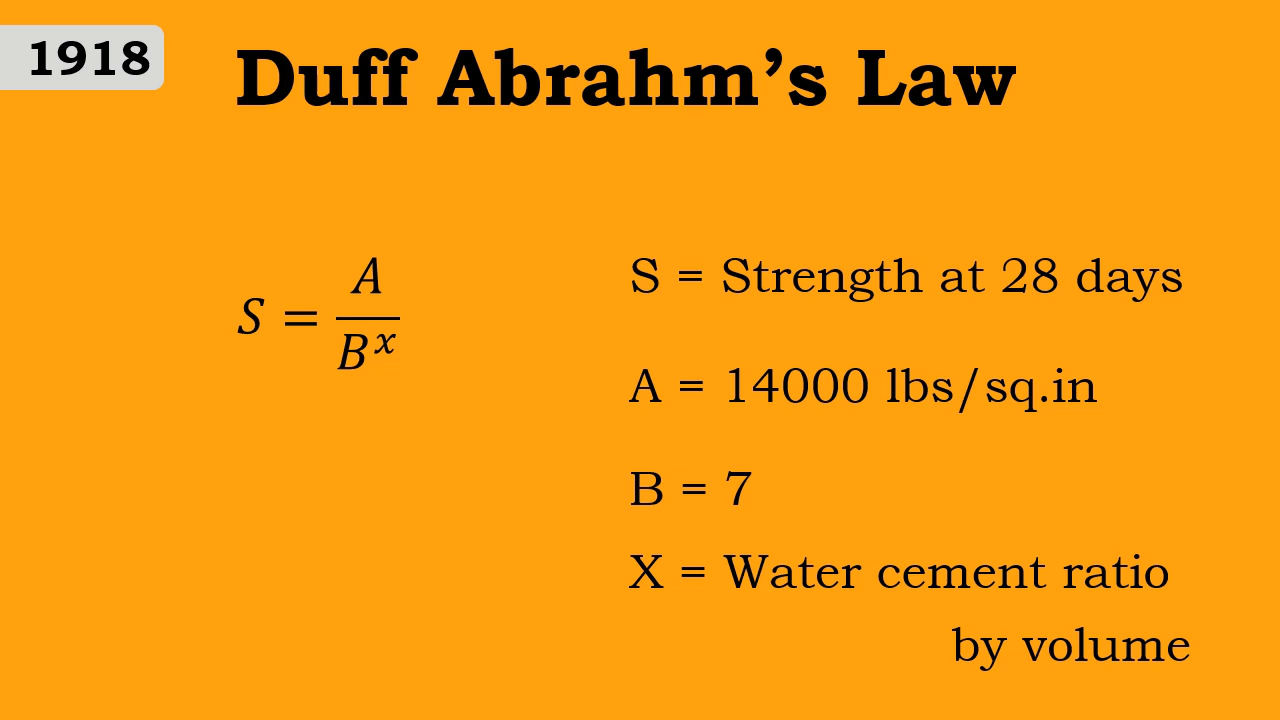 1918
Duff Abrahm’s Law
S = A / B^x
S = Strength at 28 days
A = 14000 lbs/sq.in
B = 7
X = Water cement ratio
by volume